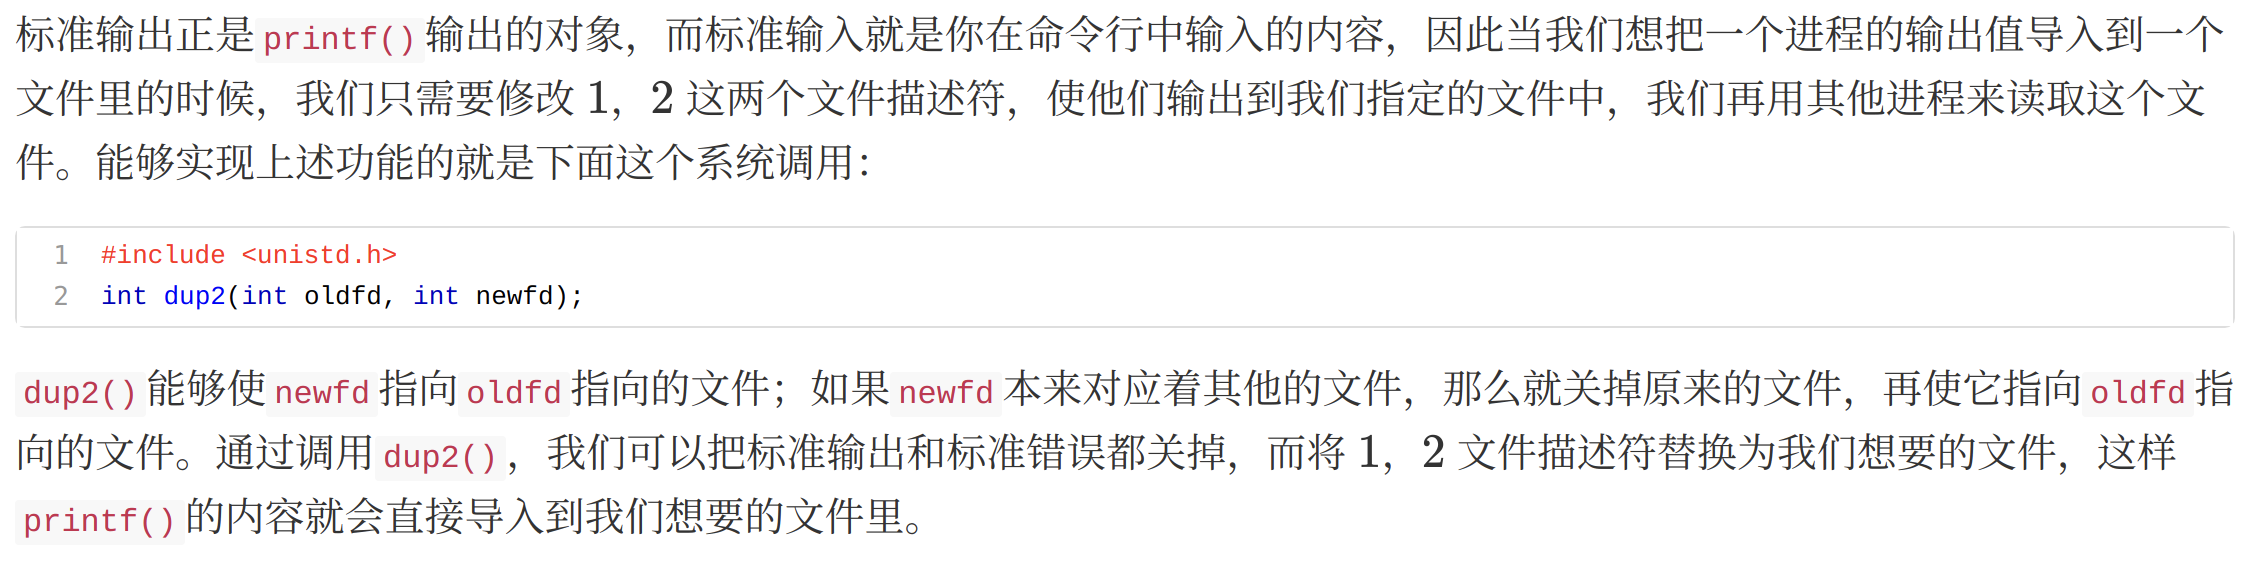 标准输出正是printf()输出的对象，而标准输入就是你在命令行中输入的内容，因此当我们想把一个进程的输出值导入到一个
文件里的时候，我们只需要修改 1，2 这两个文件描述符，使他们输出到我们指定的文件中，我们再用其他进程来读取这个文
件。能够实现上述功能的就是下面这个系统调用：
1 #include <unistd.h>
2 int dup2(int oldfd, int newfd);
dup2()能够使newfd指向oldfd指向的文件；如果newfd本来对应着其他的文件，那么就关掉原来的文件，再使它指向oldfd指
向的文件。通过调用dup2()，我们可以把标准输出和标准错误都关掉，而将 1，2 文件描述符替换为我们想要的文件，这样
printf()的内容就会直接导入到我们想要的文件里。